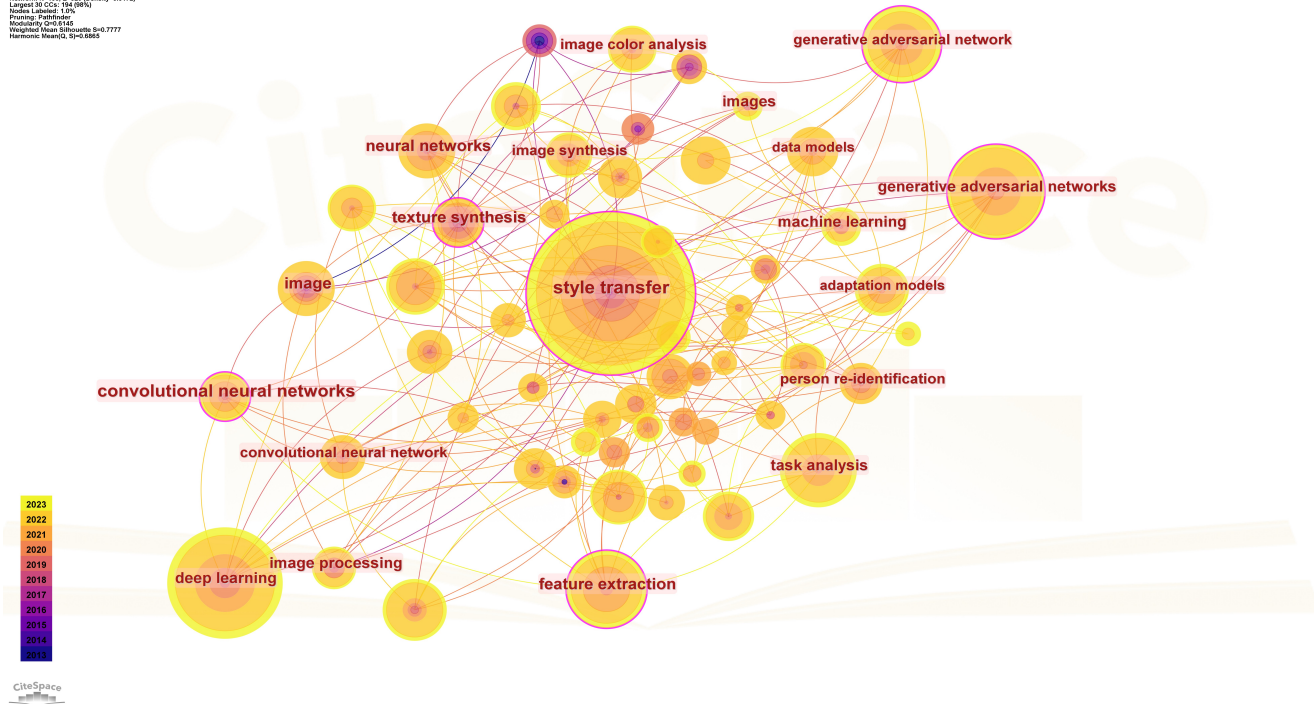 Largest 30 CCs: 194 (98%)
Nodes Labeled: 1.0%
Pruning: Pathfinder
Modularity Q=0.6145
Weighted Mean Silhouette S=0.7777
Harmonic Mean(Q, S)=0.6865
CiteSpace
image color analysis
generative adversarial network
images
neural networks
image synthesis
data models
generative adversarial networks
texture synthesis
machine learning
image
style transfer
adaptation models
person re-identification
convolutional neural networks
convolutional neural network
task analysis
image processing
deep learning
feature extraction
2023
2022
2021
2020
2019
2018
2017
2016
2015
2014
2013
CiteSpace